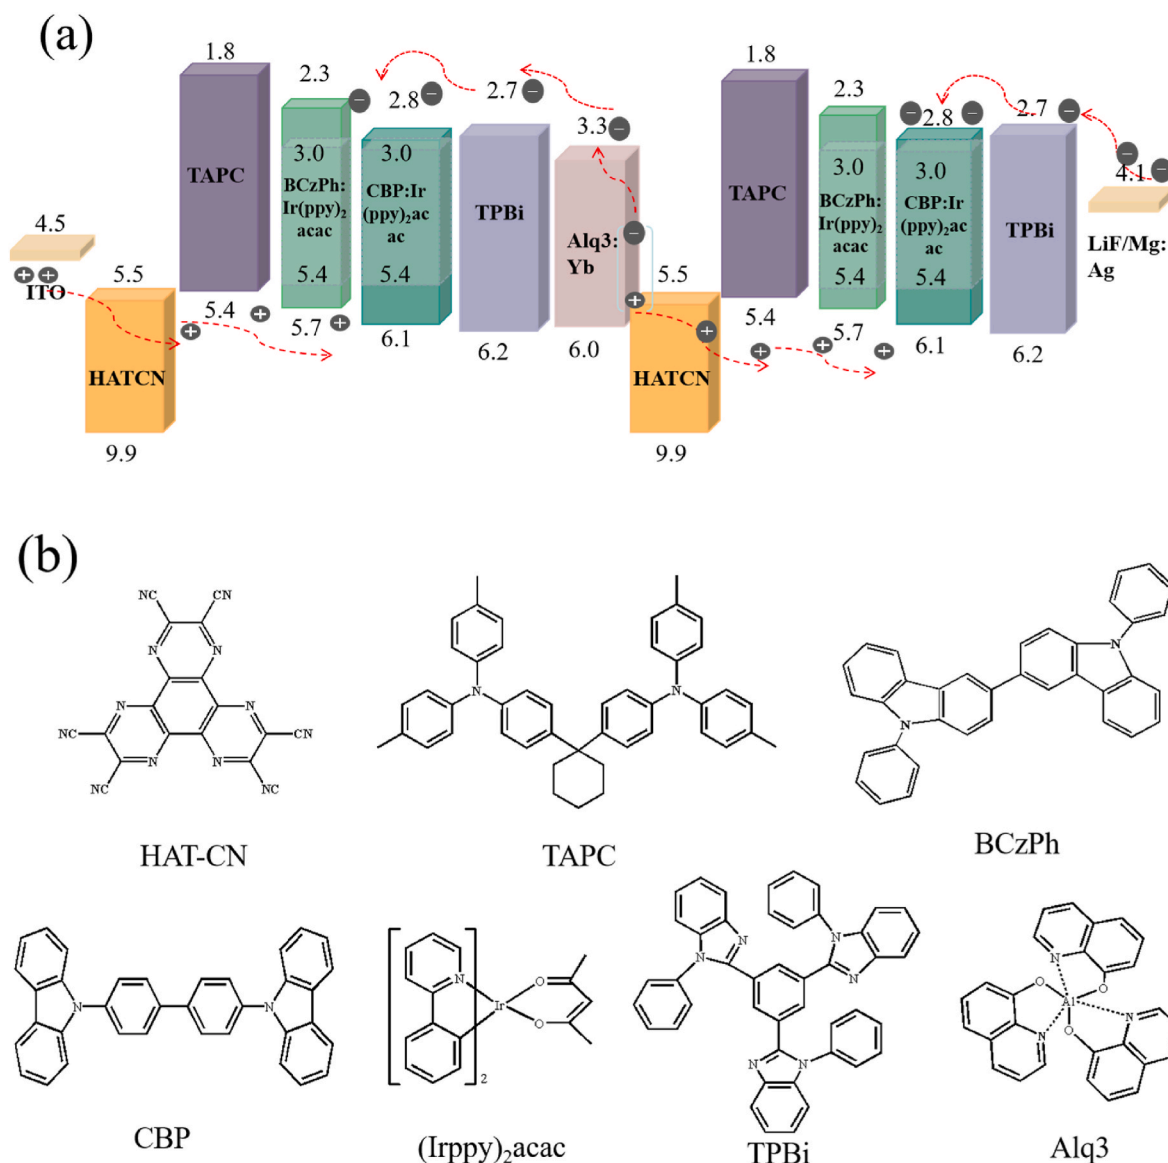 (a)
1.8
TAPC
5.4
2.3
3.0
BCzPh:
Ir(ppy)2
acac
5.4
5.7
2.8
3.0
CBP:Ir
(ppy)2ac
ac
5.4
6.1
2.7
TPBi
6.2
3.3
Alq3:
Yb
6.0
4.5
ITO
5.5
HATCN
9.9
5.5
HATCN
9.9
1.8
TAPC
5.4
2.3
3.0
BCzPh:
Ir(ppy)2
acac
5.4
5.7
2.8
3.0
CBP:Ir
(ppy)2ac
ac
5.4
6.1
2.7
TPBi
6.2
4.1
LiF/Mg:
Ag
(b)
NC
CN
N
N
N
N
NC
CN
N
N
NC
CN
HAT-CN
N
N
TAPC
N
N
BCzPh
N
N
CBP
N
Ir
O
O
2
(Irppy)2acac
N
N
N
N
N
N
TPBi
N
O
Al
O
N
O
N
Alq3